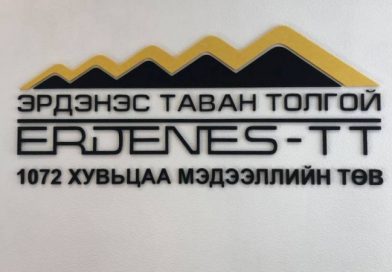 ЭРДЭНЭС ТАВАН ТОЛГОЙ
ERDENES-TT
1072 ХУВЬЦАА МЭДЭЭЛЛИЙН ТӨВ